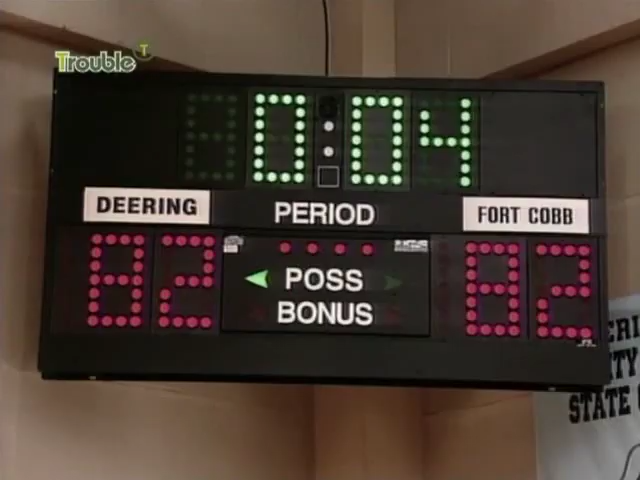 Trouble T
0:04
DEERING
PERIOD
FORT COBB
82
POSS
82
BONUS
STATE